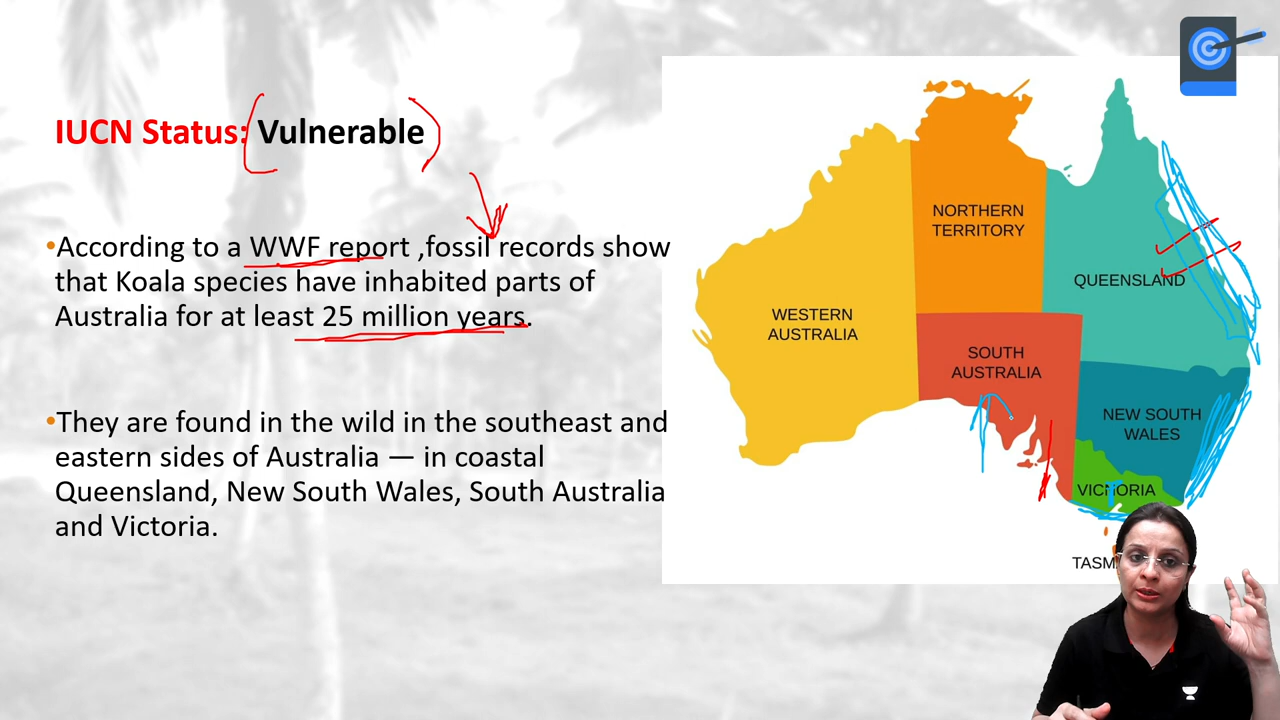 IUCN Status: Vulnerable
•According to a WWF report ,fossil records show
that Koala species have inhabited parts of
Australia for at least 25 million years.
•They are found in the wild in the southeast and
eastern sides of Australia — in coastal
Queensland, New South Wales, South Australia
and Victoria.
NORTHERN
TERRITORY
QUEENSLAND
WESTERN
AUSTRALIA
SOUTH
AUSTRALIA
NEW SOUTH
WALES
VICTORIA
TASM